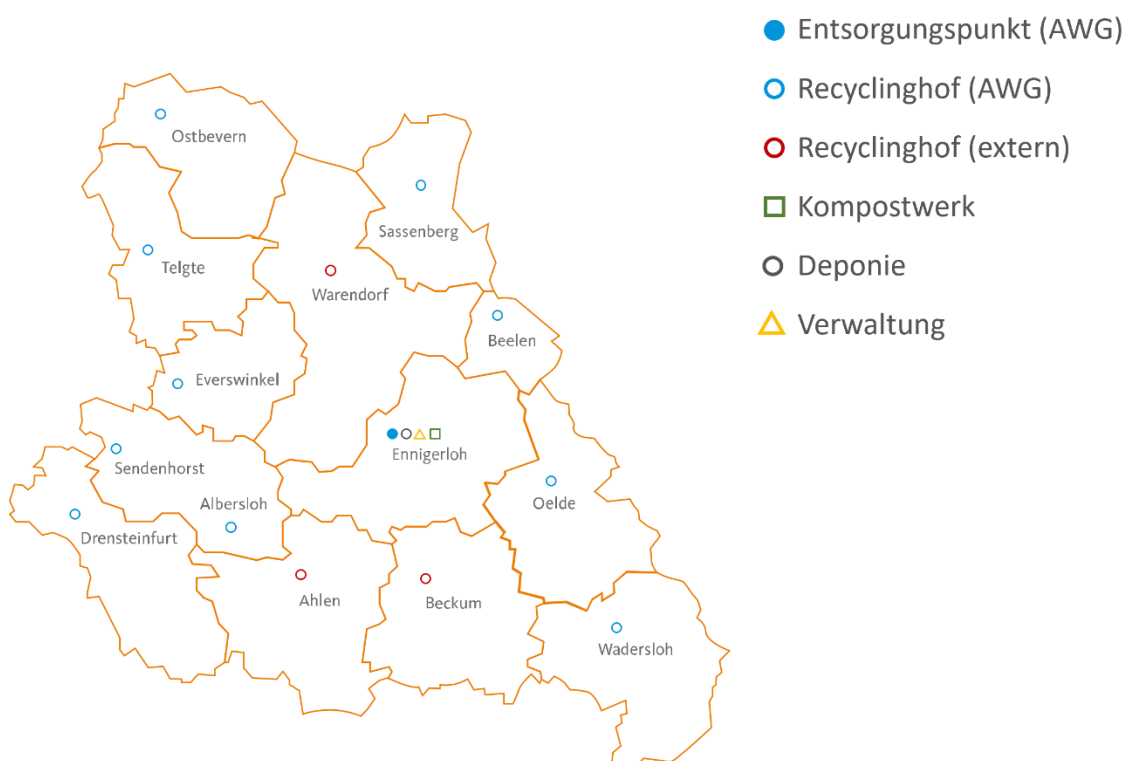 Entsorgungspunkt (AWG)
Recyclinghof (AWG)
Recyclinghof (extern)
Kompostwerk
Deponie
Verwaltung
Ostbevern
Sassenberg
Telgte
Warendorf
Beelen
Everswinkel
Ennigerloh
Sendenhorst
Albersloh
Oelde
Drensteinfurt
Ahlen
Beckum
Wadersloh